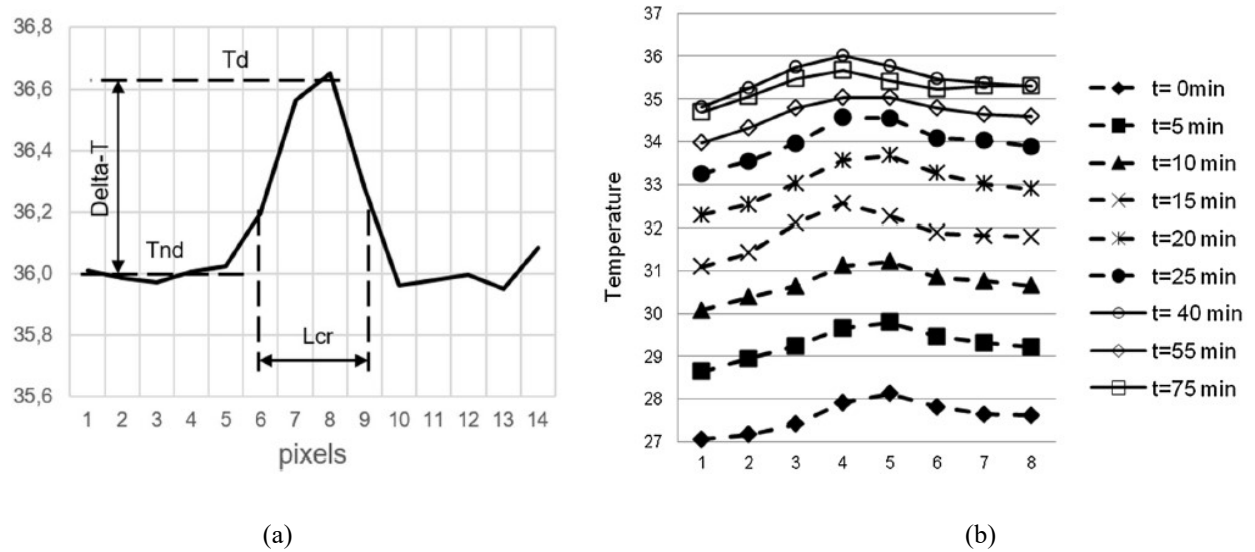 36,8
36,6
36,4
36,2
36,0
35,8
35,6
Td
Delta-T
Tnd
Lcr
1 2 3 4 5 6 7 8 9 10 11 12 13 14
pixels
(a)
37
36
35
34
33
32
31
30
29
28
27
Temperature
1 2 3 4 5 6 7 8
t= 0min
t=5 min
t=10 min
t=15 min
t=20 min
t=25 min
t= 40 min
t=55 min
t=75 min
(b)